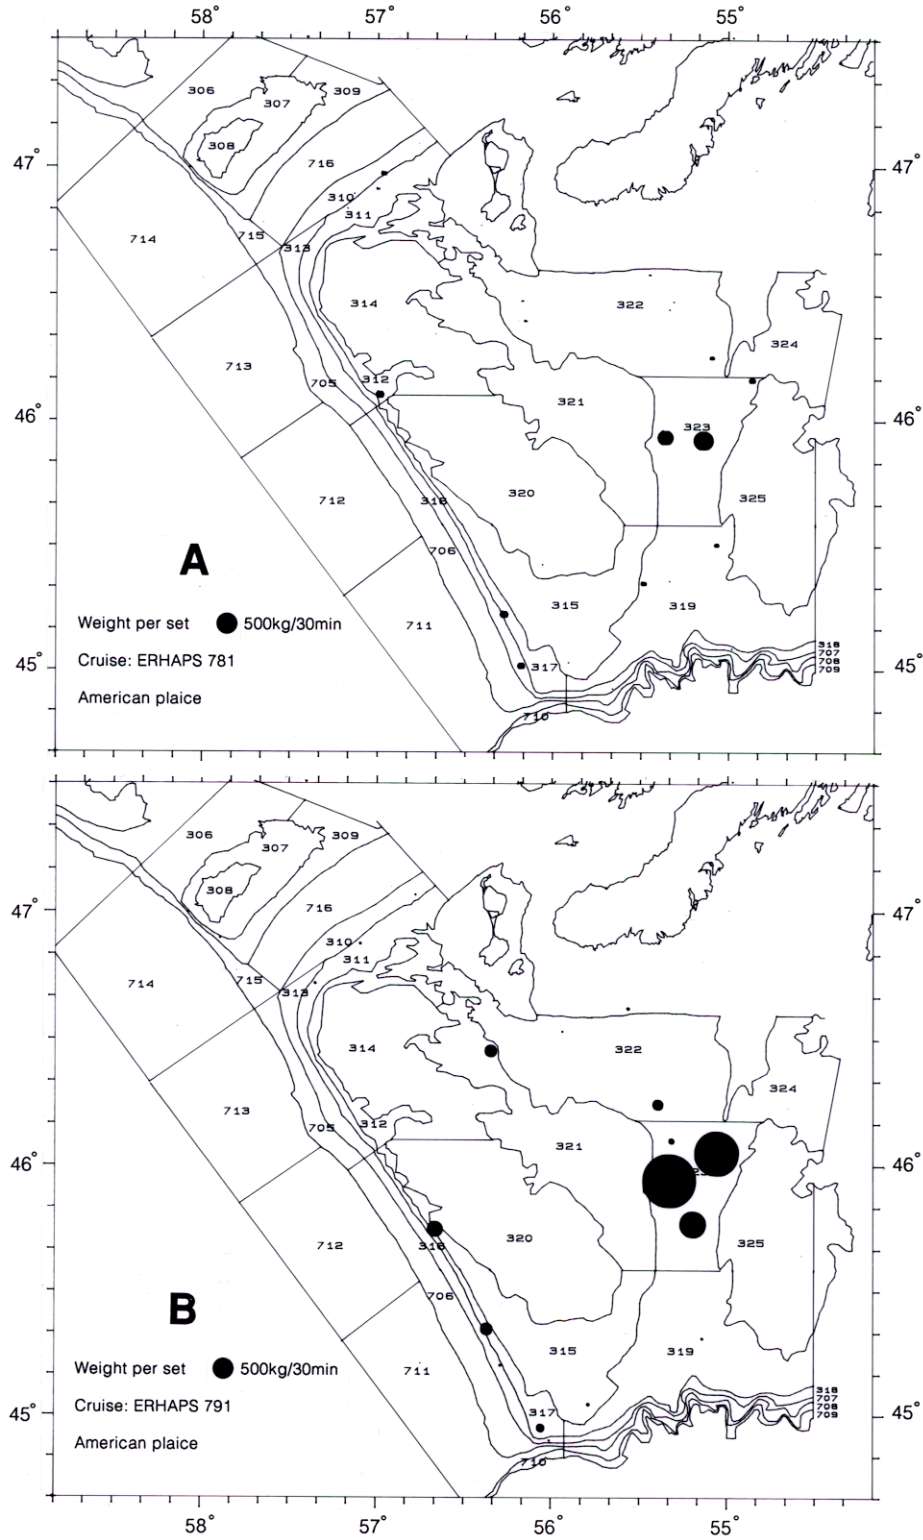 58° 57° 56° 55°
306 307 309
308
47° 716 47°
310
311
714 715 313
314 322
324
713 705 312
321
46° 323 46°
712 316 320 325
A 706
315 319
Weight per set 500kg/30min 711
318
707
708
709
Cruise: ERHAPS 781
45° 317 45°
American plaice
710
306 307 309
308
47° 716 47°
310
311
714 715 313
314 322
324
713 705 312
321
46° 46°
712 316 320 325
B 706
315 319
Weight per set 500kg/30min 711
318
707
708
709
Cruise: ERHAPS 791
45° 317 45°
American plaice
710
58° 57° 56° 55°